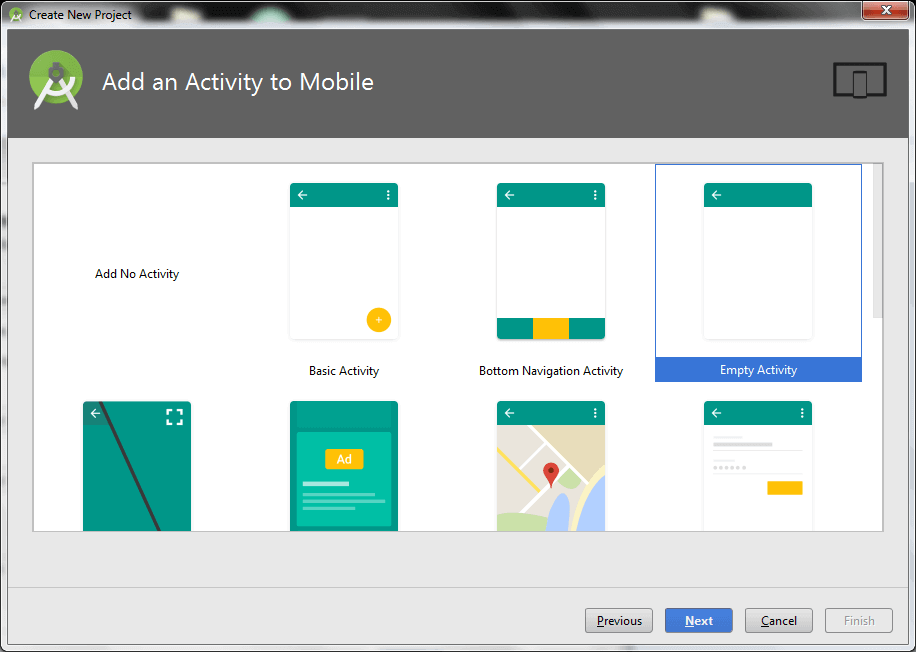 Create New Project
Add an Activity to Mobile
Add No Activity
Basic Activity
Bottom Navigation Activity
Empty Activity
Ad
Previous
Next
Cancel
Finish